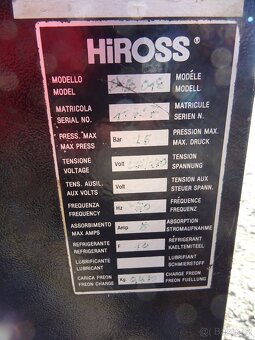 HiROSS®
MODELLO MODÈLE
MODEL MODELL
MATRICOLA MATRICULE
SERIAL NO. SERIEN N.
PRESS. MAX Bar PRESSION MAX.
MAX PRESS MAX. DRUCK
TENSIONE Volt TENSION
VOLTAGE SPANNUNG
TENS. AUSIL. Volt TENSION AUX
AUX VOLTS STEUER SPANN.
FREQUENZA Hz FRÉQUENCE
FREQUENCY FREQUENZ
ASSORBIMENTO Amp ABSORPTION
MAX AMPS STROMAUFNAHME
REFRIGERANTE F RÉFRIGÉRANT
REFRIGERANT KAELTEMITTEL
LUBRIFICANTE LUBRIFIANT
LUBRICANT SCHMIERSTOFF
CARICA FREON Kg CHARGE FREON
FREON CHARGE FREON FUELLUNG